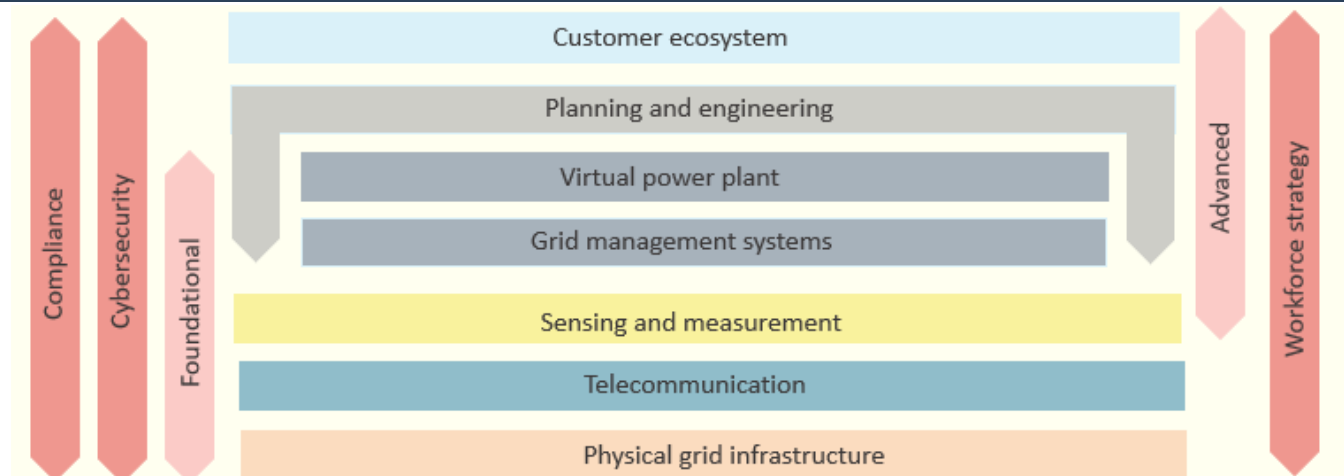 Customer ecosystem
Planning and engineering
Virtual power plant
Grid management systems
Sensing and measurement
Telecommunication
Physical grid infrastructure
Compliance
Cybersecurity
Foundational
Advanced
Workforce strategy